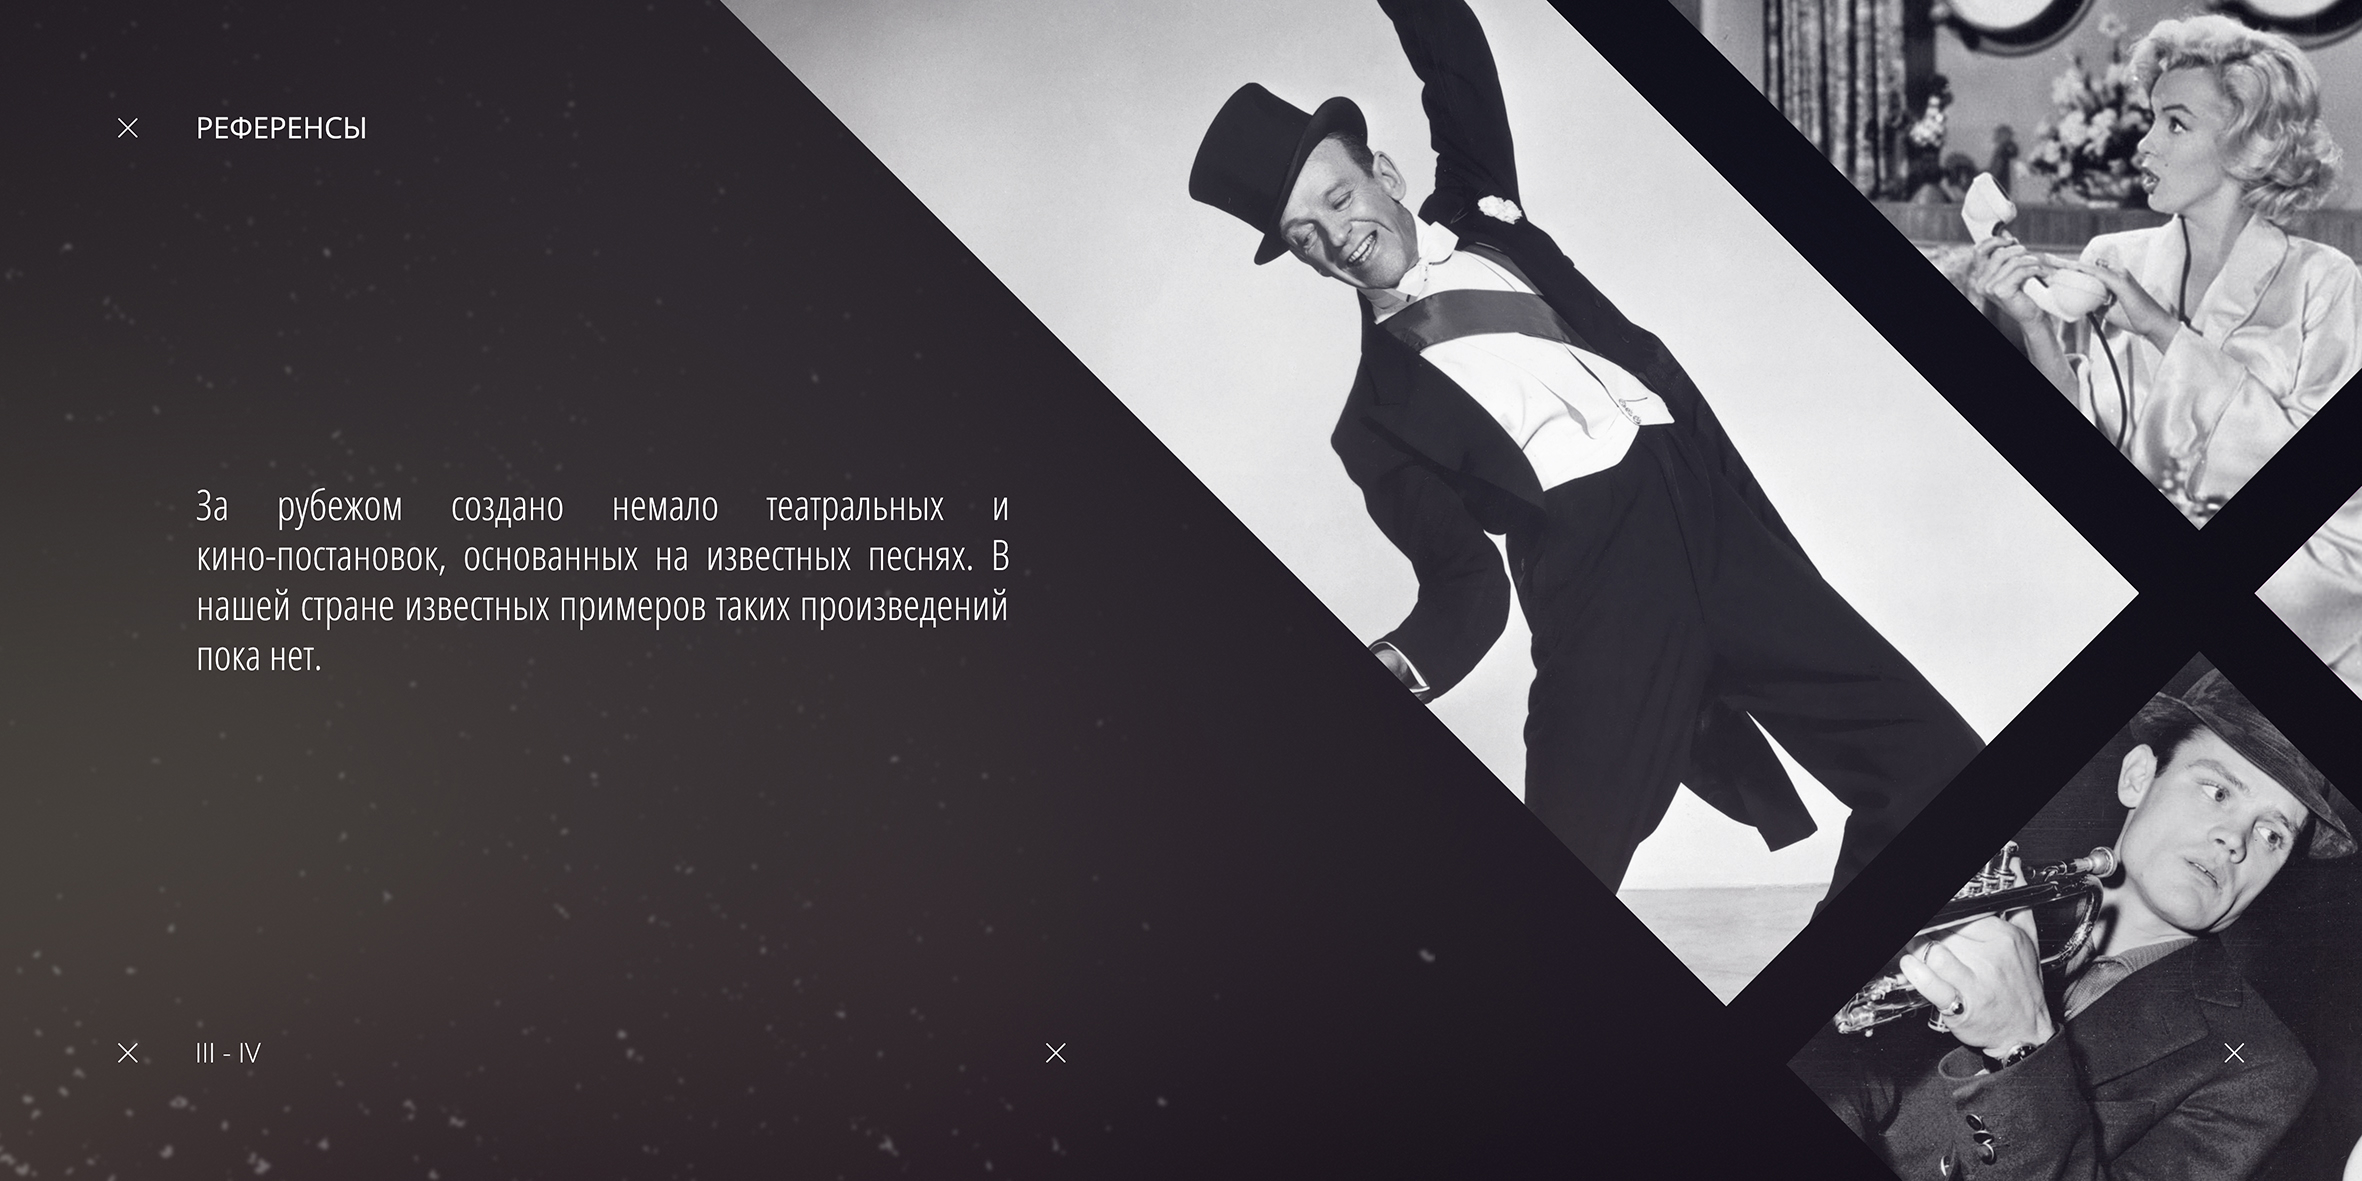 РЕФЕРЕНСЫ
За рубежом создано немало театральных и
кино-постановок, основанных на известных песнях. В
нашей стране известных примеров таких произведений
пока нет.
III - IV